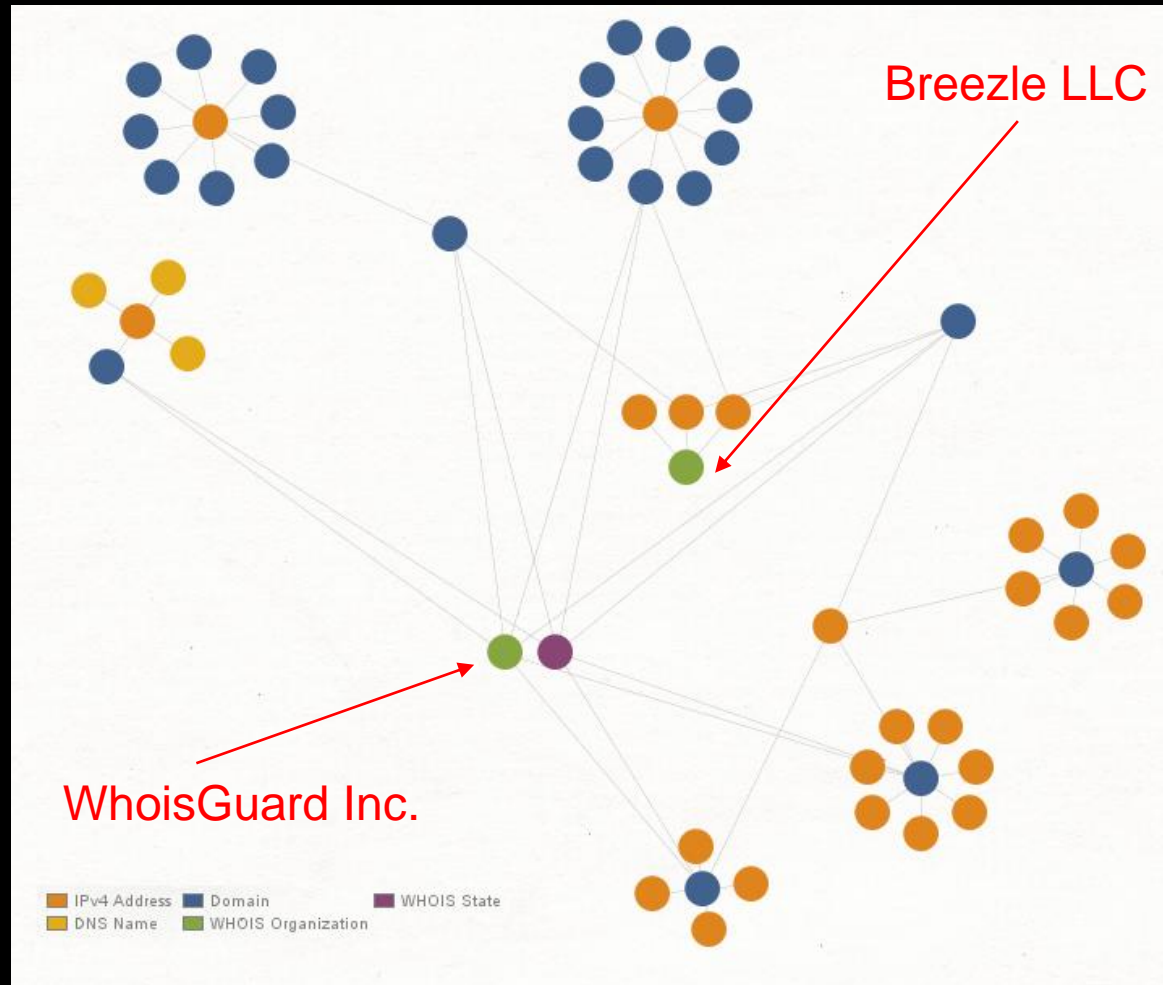 Breezle LLC
WhoisGuard Inc.
IPv4 Address Domain WHOIS State
DNS Name WHOIS Organization